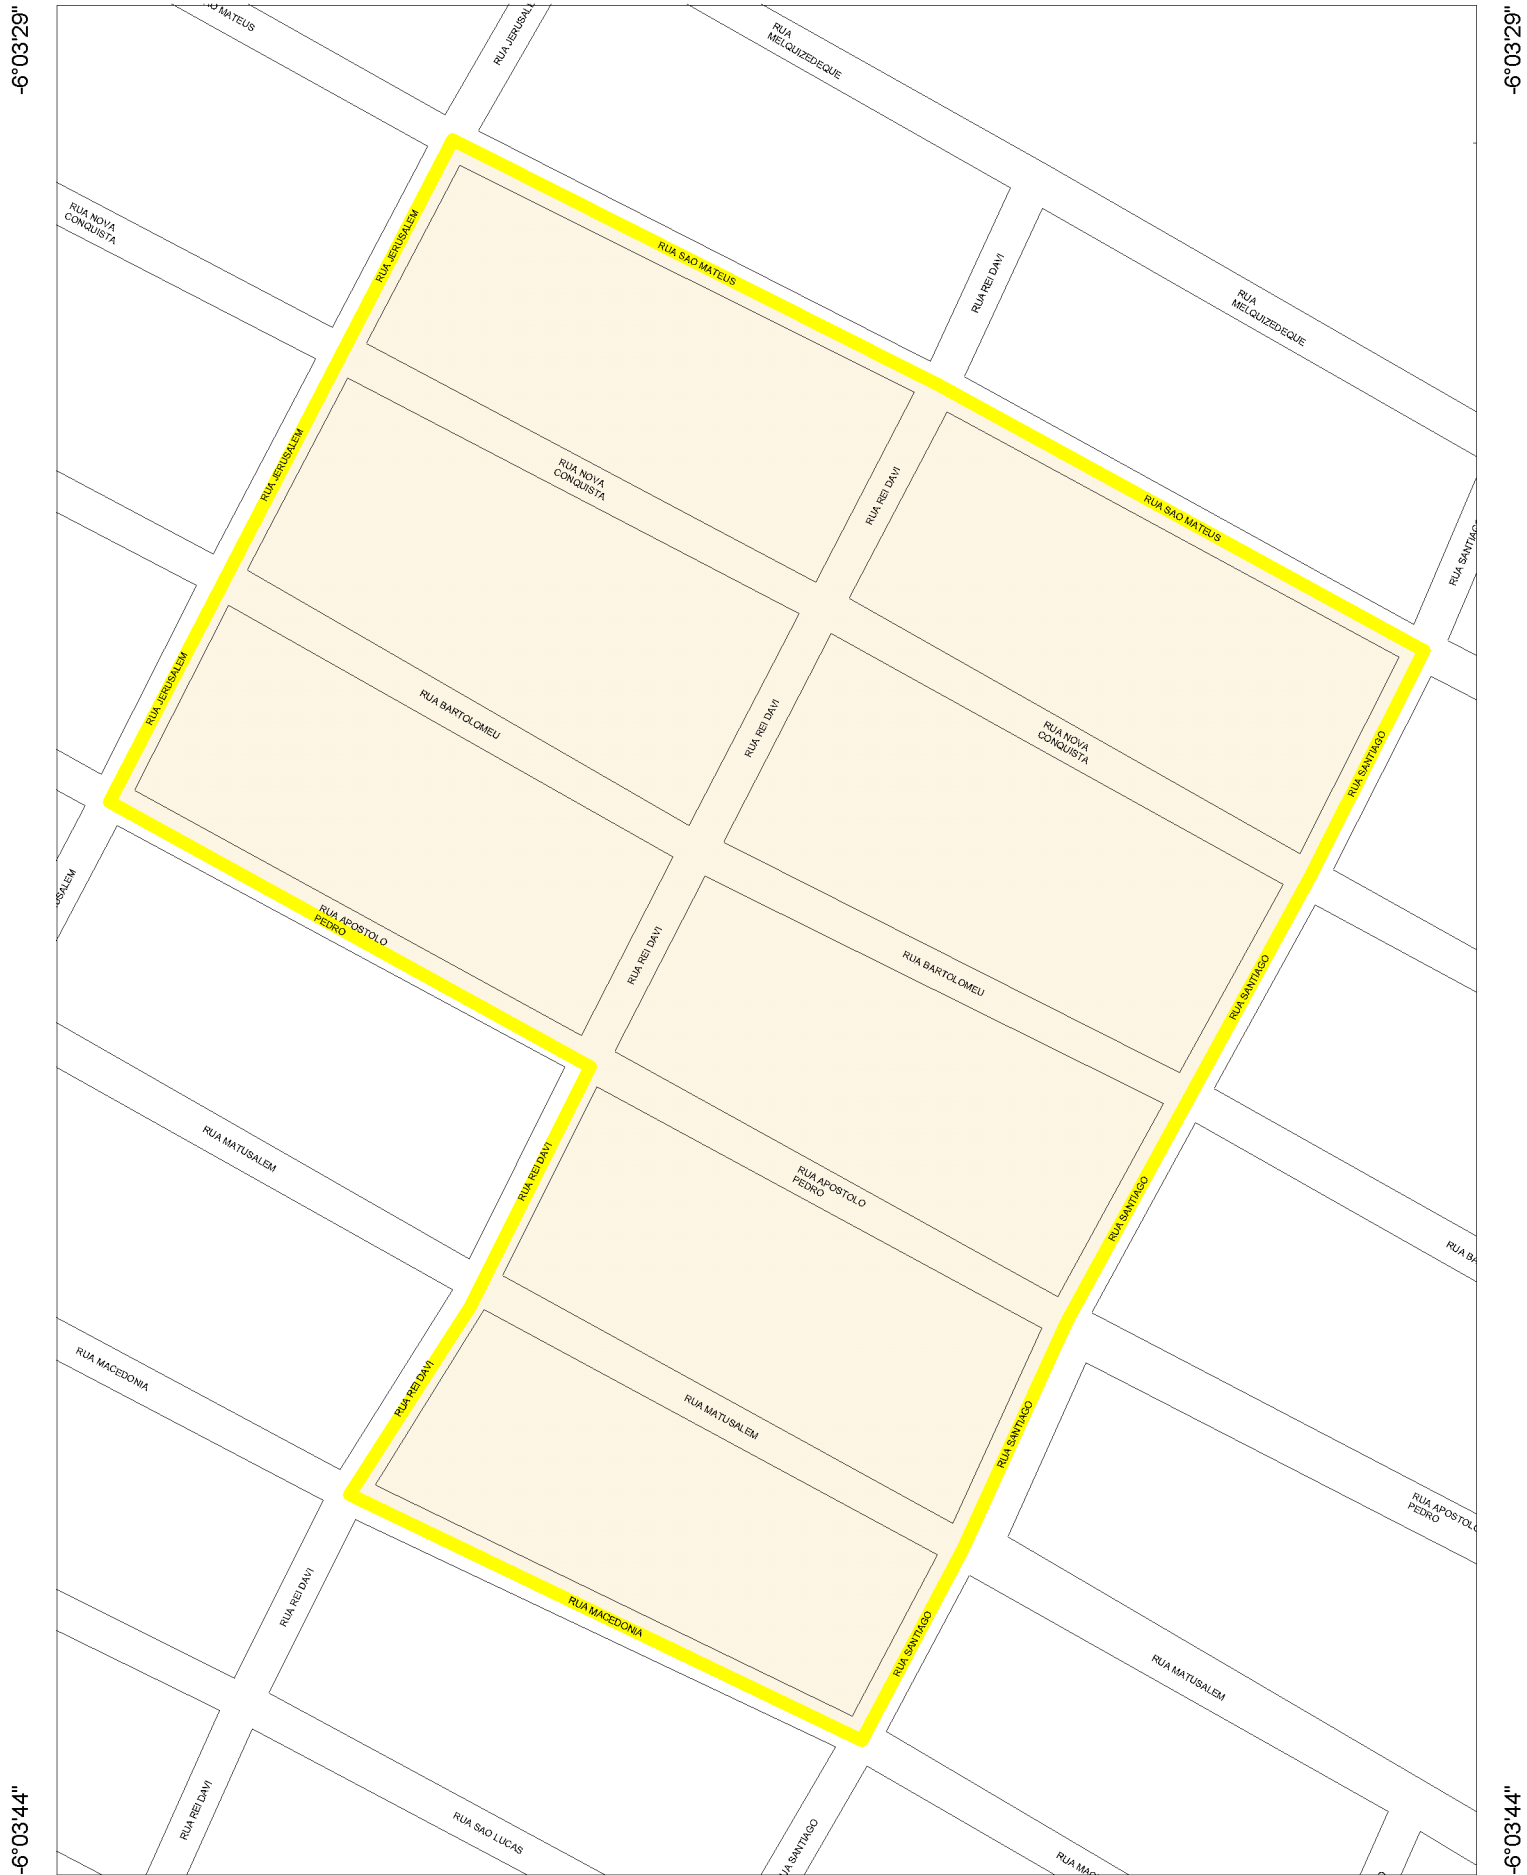 -6°03'29"
-6°03'29"
MATEUS
RUA
MELQUIZEDEQUE
RUA NOVA
CONQUISTA
RUA JERUSALEM
RUA SAO MATEUS
RUA REI DAVI
RUA
MELQUIZEDEQUE
RUA JERUSALEM
RUA NOVA
CONQUISTA
RUA REI DAVI
RUA SAO MATEUS
RUA JERUSALEM
RUA BARTOLOMEU
RUA REI DAVI
RUA NOVA
CONQUISTA
RUA SANTIAGO
RUA APOSTOLO
PEDRO
RUA REI DAVI
RUA BARTOLOMEU
RUA SANTIAGO
RUA MATUSALEM
RUA REI DAVI
RUA APOSTOLO
PEDRO
RUA SANTIAGO
RUA MACEDONIA
RUA REI DAVI
RUA MATUSALEM
RUA SANTIAGO
RUA APOSTOLO
PEDRO
RUA REI DAVI
RUA MACEDONIA
RUA SANTIAGO
RUA MATUSALEM
RUA REI DAVI
RUA SAO LUCAS
SANTIAGO
-6°03'44"
-6°03'44"